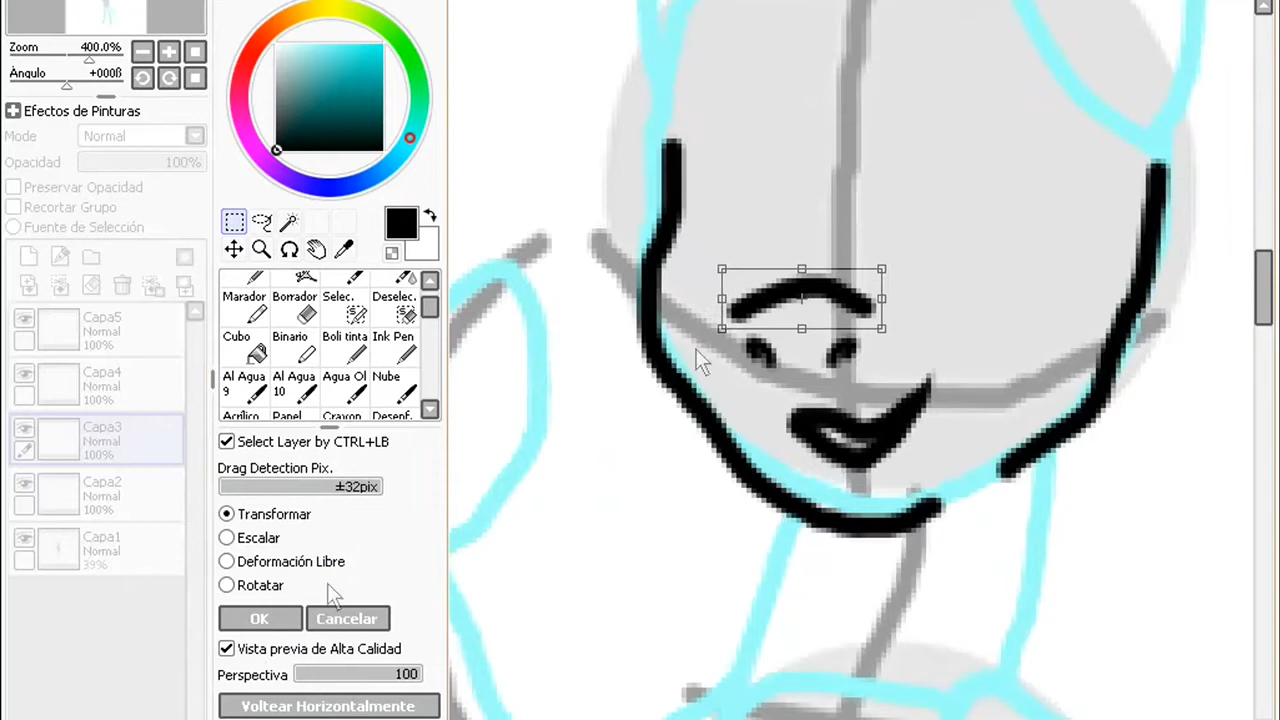 Zoom 400.0%
Ángulo +000ß
Efectos de Pinturas
Mode Normal
Opacidad 100%
Preservar Opacidad
Recortar Grupo
Fuente de Selección
Capa5
Normal
100%
Capa4
Normal
100%
Capa3
Normal
100%
Capa2
Normal
100%
Capa1
Normal
39%
Marador Borrador Selec. Deselec.
Cubo Binario Boli tinta Ink Pen
Al Agua 9 Al Agua 10 Agua Ol Nube
Acrílico Papel Crayon Desenf.
Select Layer by CTRL+LB
Drag Detection Pix.
±32pix
Transformar
Escalar
Deformación Libre
Rotatar
OK Cancelar
Vista previa de Alta Calidad
Perspectiva 100
Voltear Horizontalmente